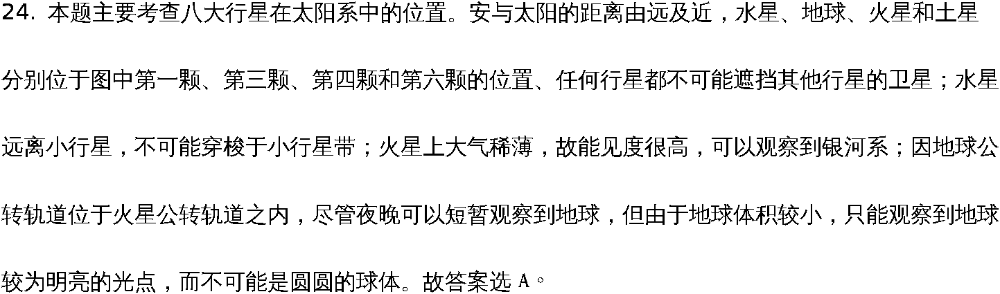 24. 本题主要考查八大行星在太阳系中的位置。安与太阳的距离由远及近，水星、地球、火星和土星
分别位于图中第一颗、第三颗、第四颗和第六颗的位置、任何行星都不可能遮挡其他行星的卫星；水星
远离小行星，不可能穿梭于小行星带；火星上大气稀薄，故能见度很高，可以观察到银河系；因地球公
转轨道位于火星公转轨道之内，尽管夜晚可以短暂观察到地球，但由于地球体积较小，只能观察到地球
较为明亮的光点，而不可能是圆圆的球体。故答案选 A。